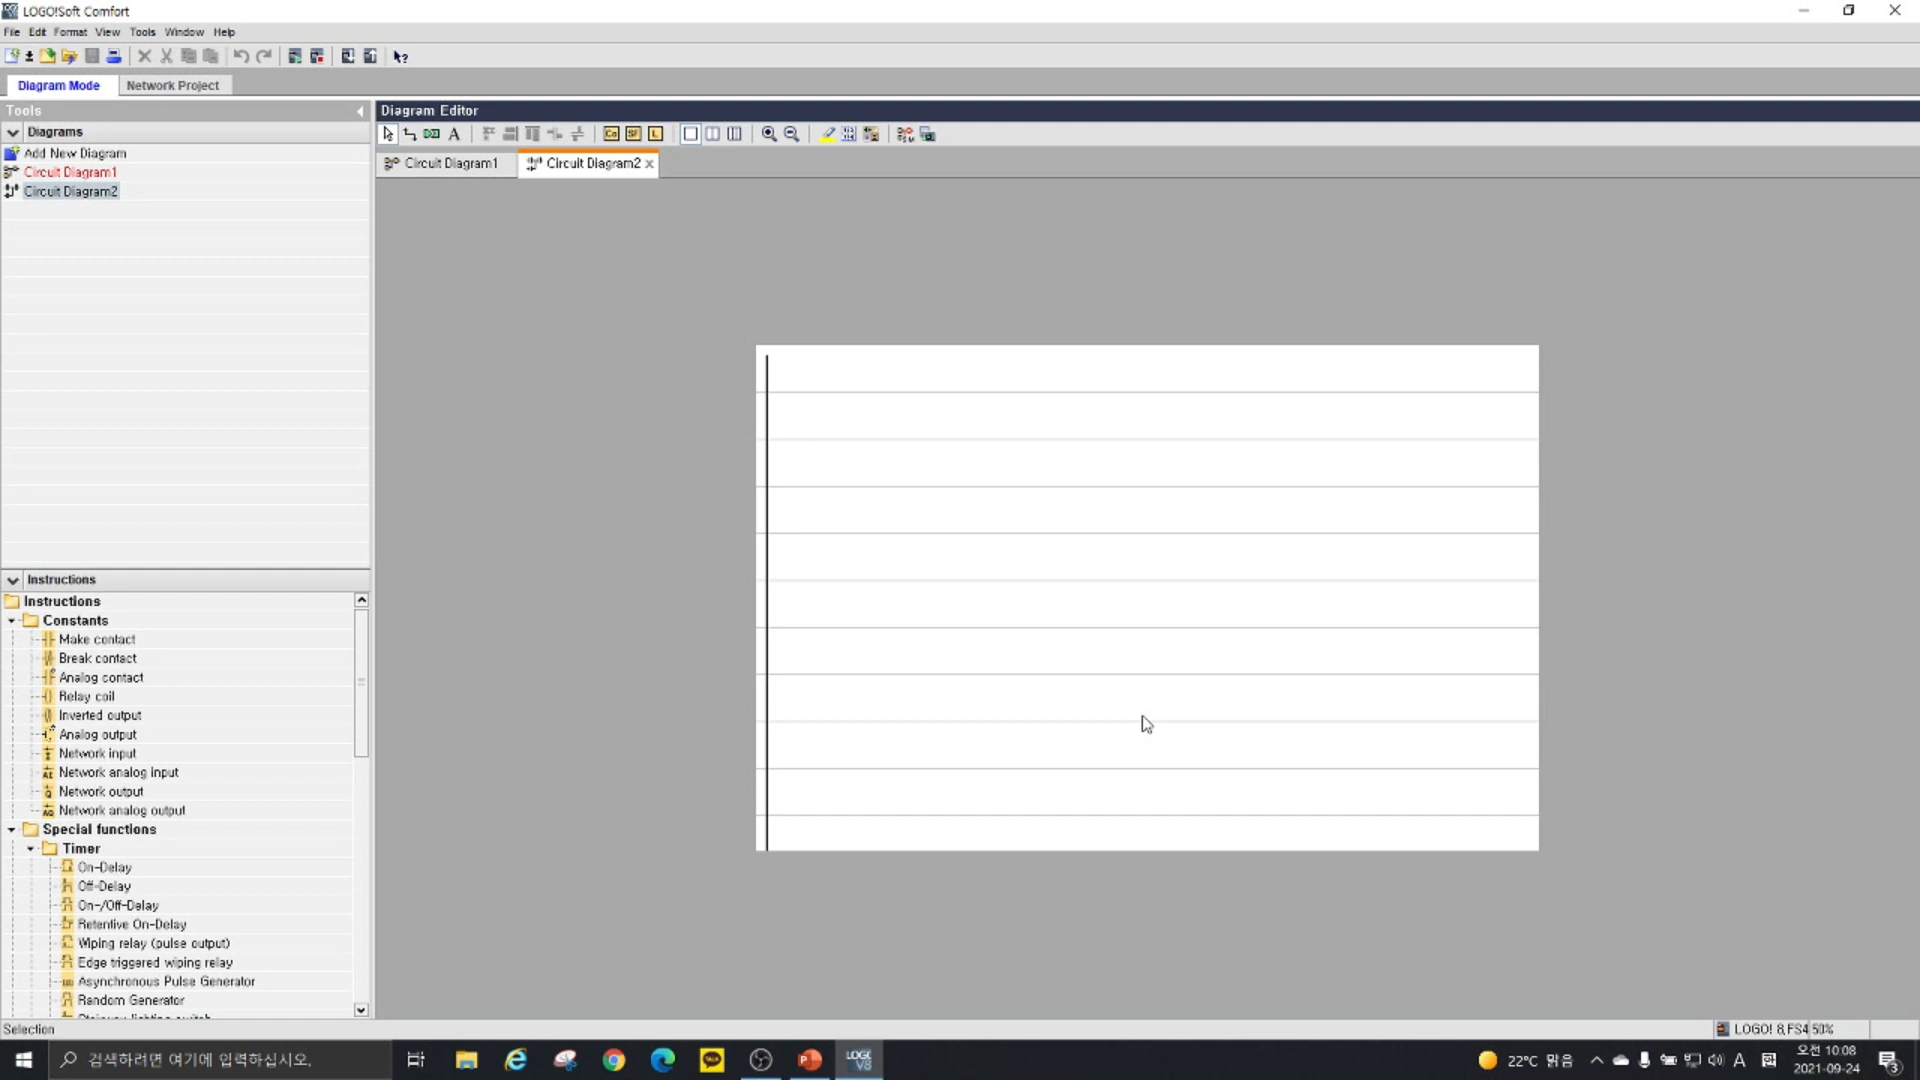 LOGO!Soft Comfort
File Edit Format View Tools Window Help
Diagram Mode Network Project
Tools
Diagram Editor
Diagrams
Add New Diagram
Circuit Diagram1
Circuit Diagram2
Circuit Diagram1
Circuit Diagram2
Instructions
Instructions
Constants
Make contact
Break contact
Analog contact
Relay coil
Inverted output
Analog output
Network input
Network analog input
Network output
Network analog output
Special functions
Timer
On-Delay
Off-Delay
On-/Off-Delay
Retentive On-Delay
Wiping relay (pulse output)
Edge triggered wiping relay
Asynchronous Pulse Generator
Random Generator
Selection
LOGO! 8.FS4 50%
검색하려면 여기에 입력하십시오.
22°C 맑음
A
오전 10:08
2021-09-24
3